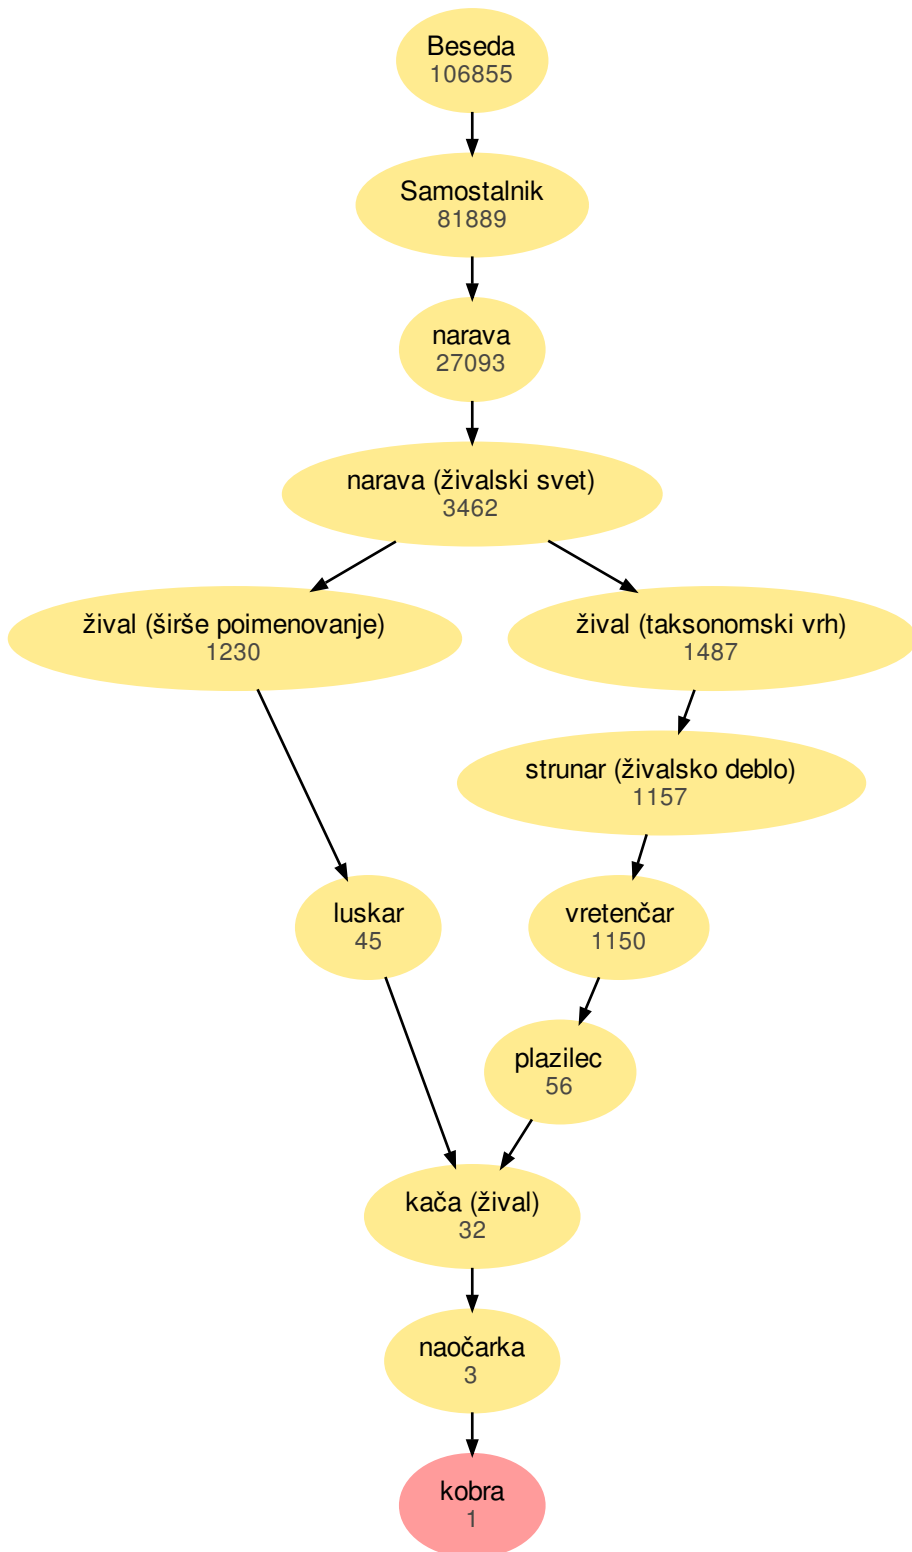 Beseda
106855
Samostalnik
81889
narava
27093
narava (živalski svet)
3462
žival (širše poimenovanje)
1230
žival (taksonomski vrh)
1487
strunar (živalsko deblo)
1157
luskar
45
vretenčar
1150
plazilec
56
kača (žival)
32
naočarka
3
kobra
1